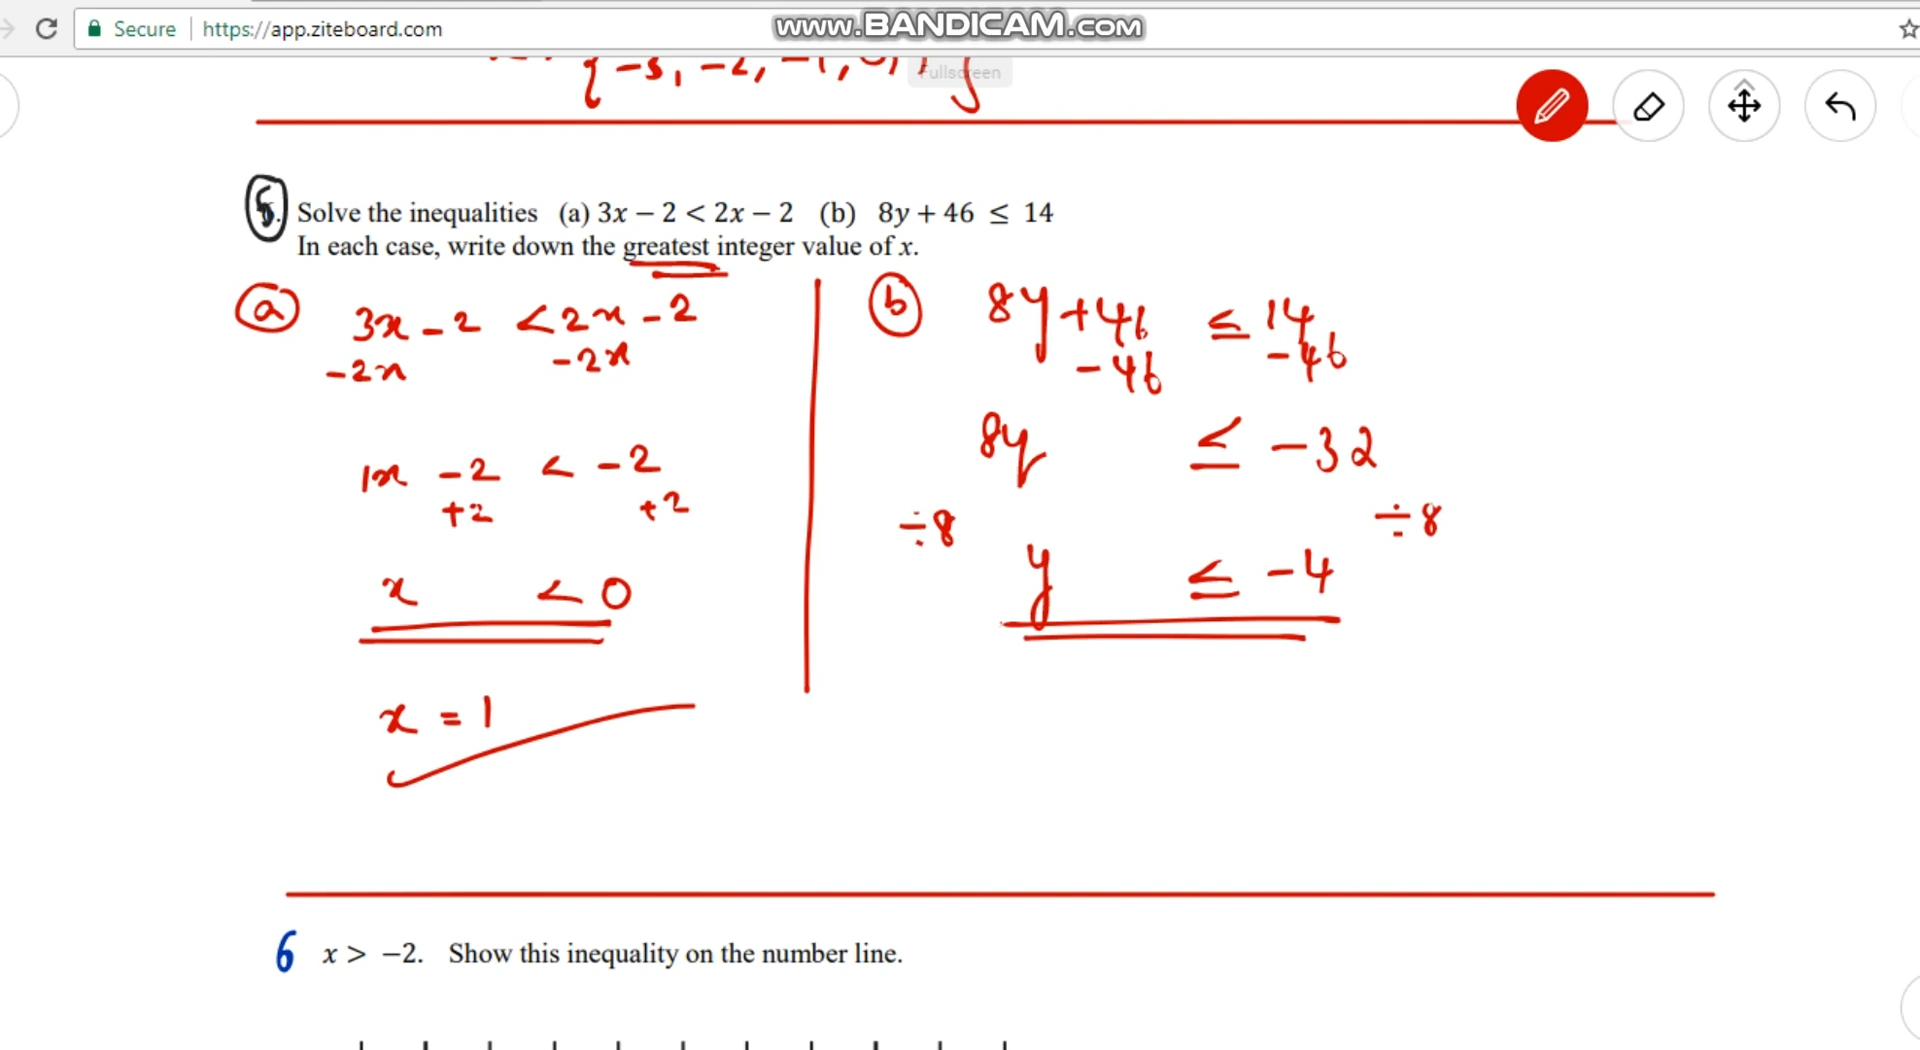 Secure https://app.ziteboard.com
www.BANDICAM.com
Fullscreen
5. Solve the inequalities (a) 3x − 2 < 2x − 2 (b) 8y + 46 ≤ 14
In each case, write down the greatest integer value of x.
a
3x - 2 < 2x - 2
-2x -2x
1x - 2 < -2
+2 +2
x < 0
x = 1
b
8y + 46 ≤ 14
-46 -46
8y ≤ -32
÷8 ÷8
y ≤ -4
6 x > −2. Show this inequality on the number line.